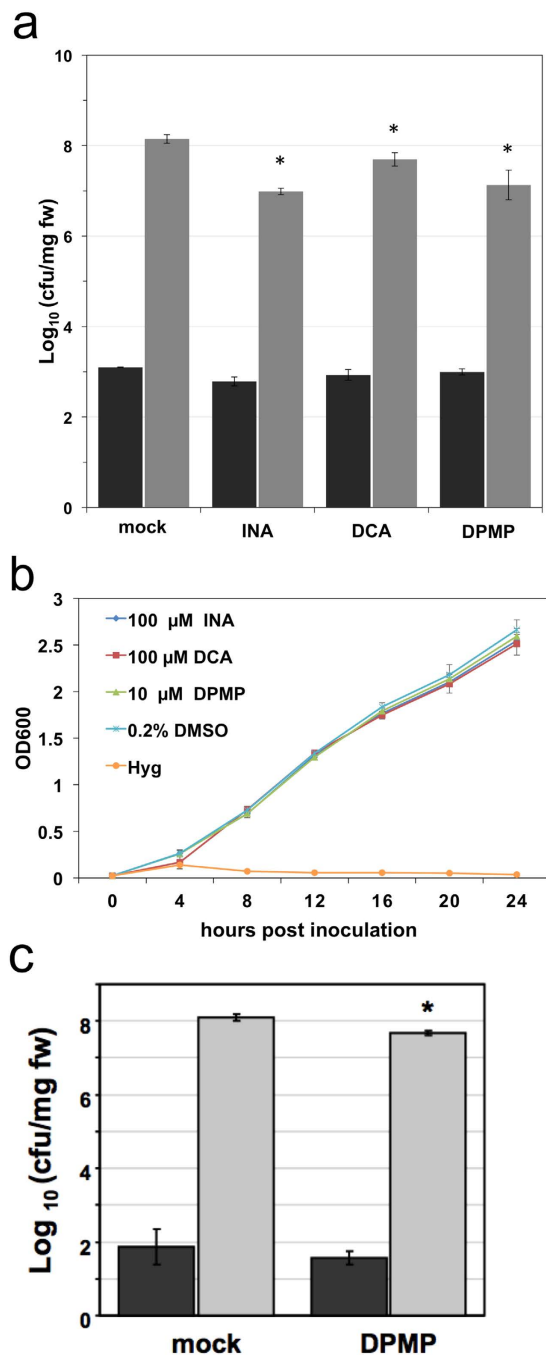 a
10
8
6
4
2
0
Log10 (cfu/mg fw)
*
*
*
mock INA DCA DPMP
b
3
2.5
2
1.5
1
0.5
0
OD600
100 µM INA
100 µM DCA
10 µM DPMP
0.2% DMSO
Hyg
0 4 8 12 16 20 24
hours post inoculation
c
8
6
4
2
0
Log 10 (cfu/mg fw)
*
mock DPMP